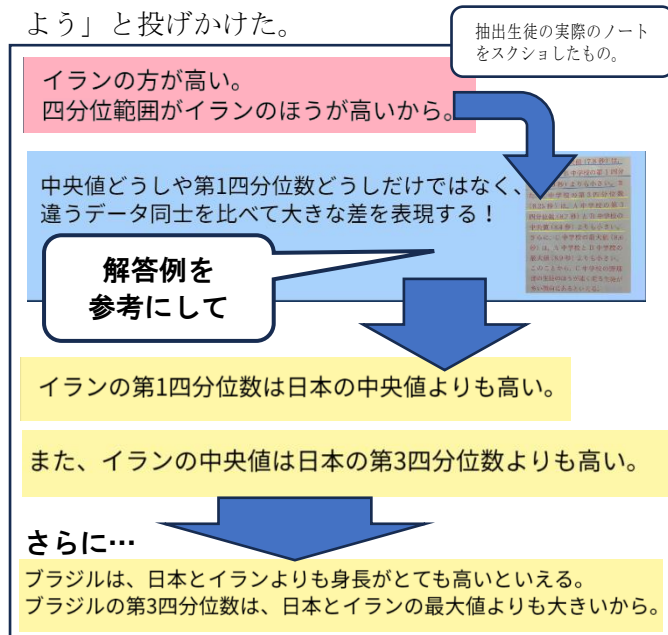 よう」と投げかけた。
抽出生徒の実際のノート
をスクショしたもの。
イランの方が高い。
四分位範囲がイランのほうが高いから。
中央値どうしや第1四分位数どうしだけではなく、
違うデータ同士を比べて大きな差を表現する！
解答例を
参考にして
イランの第1四分位数は日本の中央値よりも高い。
また、イランの中央値は日本の第3四分位数よりも高い。
さらに…
ブラジルは、日本とイランよりも身長がとても高いといえる。
ブラジルの第3四分位数は、日本とイランの最大値よりも大きいから。